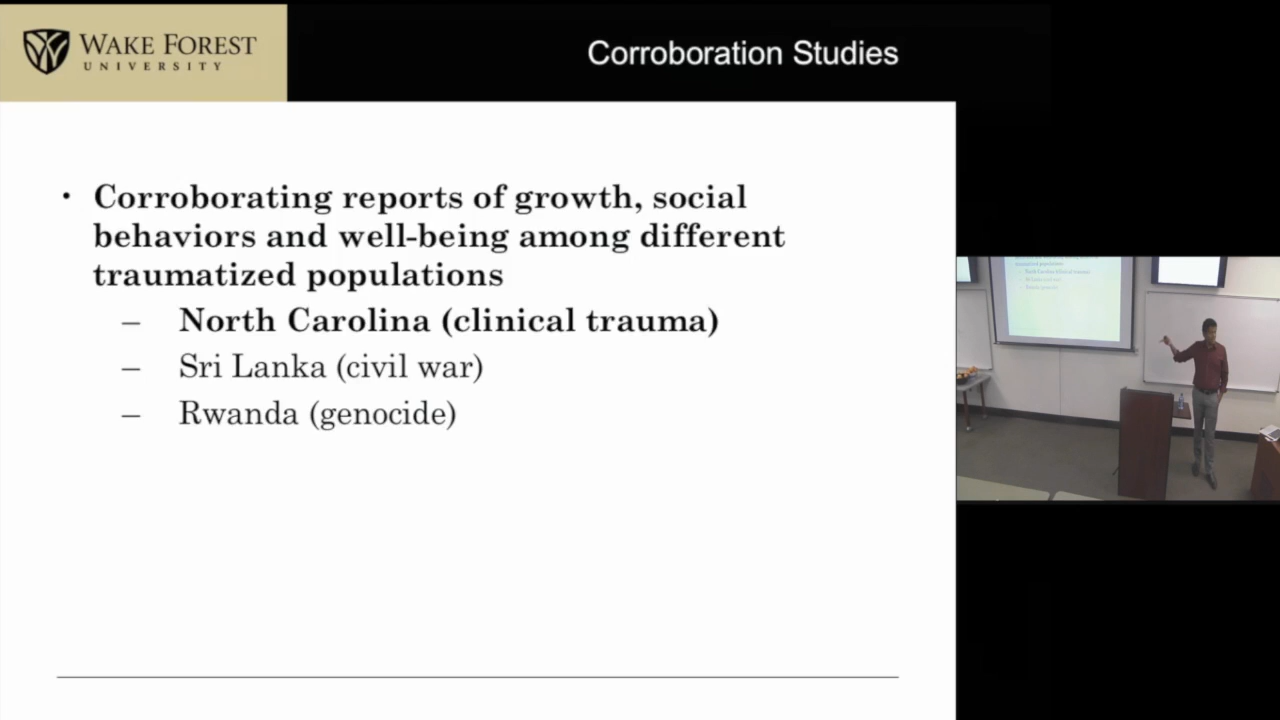 WAKE FOREST
UNIVERSITY
Corroboration Studies
• Corroborating reports of growth, social
behaviors and well-being among different
traumatized populations
– North Carolina (clinical trauma)
– Sri Lanka (civil war)
– Rwanda (genocide)